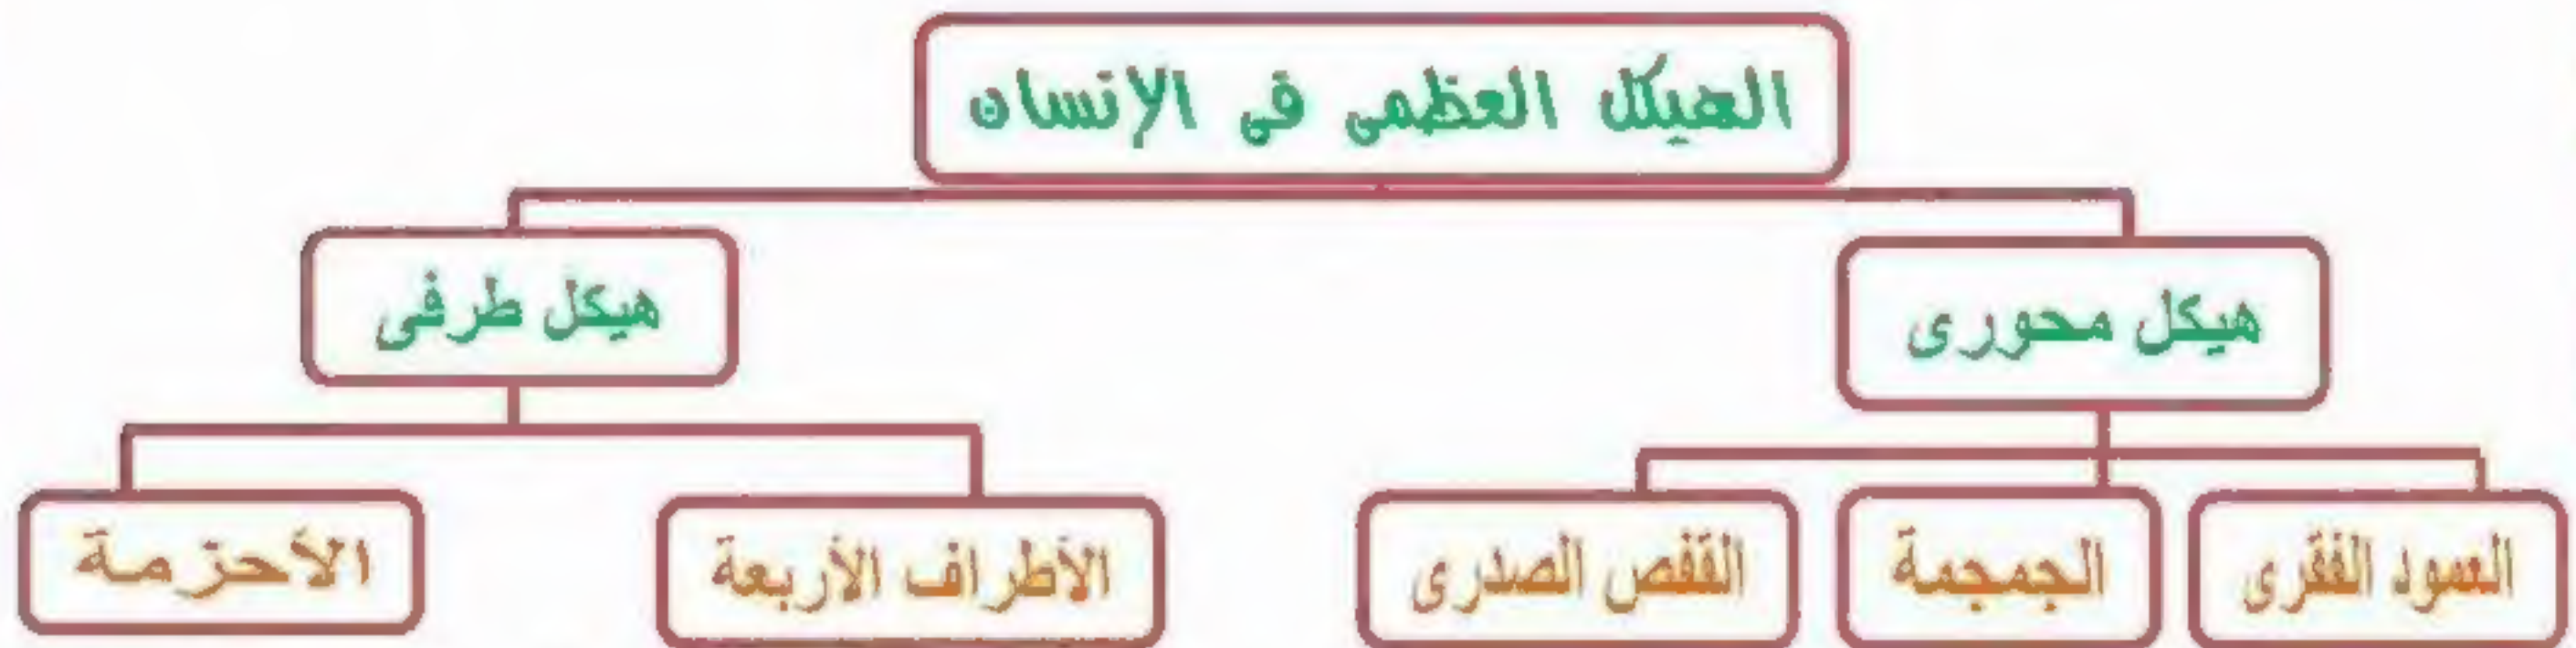 الهيكل العظمى فى الإنسان
هيكل محورى
هيكل طرفى
العمود الفقرى
الجمجمة
القفص الصدرى
الأطراف الأربعة
الأحزمة